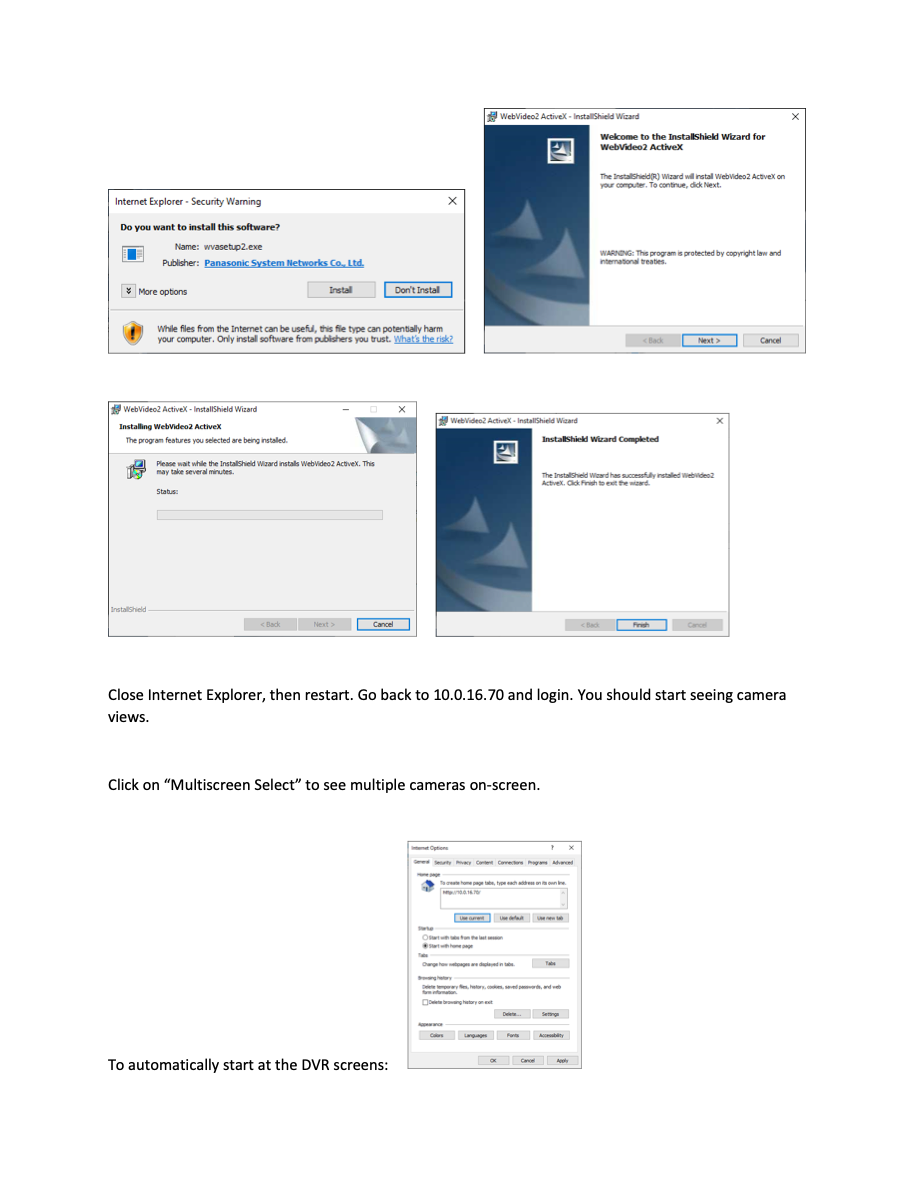 Internet Explorer - Security Warning
Do you want to install this software?
Name: wvasetup2.exe
Publisher: Panasonic System Networks Co., Ltd.
More options
Install
Don't Install
While files from the Internet can be useful, this file type can potentially harm
your computer. Only install software from publishers you trust. What's the risk?
WebVideo2 ActiveX - InstallShield Wizard
Welcome to the InstallShield Wizard for
WebVideo2 ActiveX
The InstallShield(R) Wizard will install WebVideo2 ActiveX on
your computer. To continue, click Next.
WARNING: This program is protected by copyright law and
international treaties.
< Back
Next >
Cancel
WebVideo2 ActiveX - InstallShield Wizard
Installing WebVideo2 ActiveX
The program features you selected are being installed.
Please wait while the InstallShield Wizard installs WebVideo2 ActiveX. This
may take several minutes.
Status:
InstallShield
< Back
Next >
Cancel
WebVideo2 ActiveX - InstallShield Wizard
InstallShield Wizard Completed
The InstallShield Wizard has successfully installed WebVideo2
ActiveX. Click Finish to exit the wizard.
< Back
Finish
Cancel
Close Internet Explorer, then restart. Go back to 10.0.16.70 and login. You should start seeing camera
views.
Click on “Multiscreen Select” to see multiple cameras on-screen.
To automatically start at the DVR screens:
Internet Options
?
General Security Privacy Content Connections Programs Advanced
Home page
To create home page tabs, type each address on its own line.
http://10.0.16.70/
Use current
Use default
Use new tab
Startup
Start with tabs from the last session
Start with home page
Tabs
Change how webpages are displayed in tabs.
Tabs
Browsing history
Delete temporary files, history, cookies, saved passwords, and web
form information.
Delete browsing history on exit
Delete...
Settings
Appearance
Colors
Languages
Fonts
Accessibility
OK
Cancel
Apply